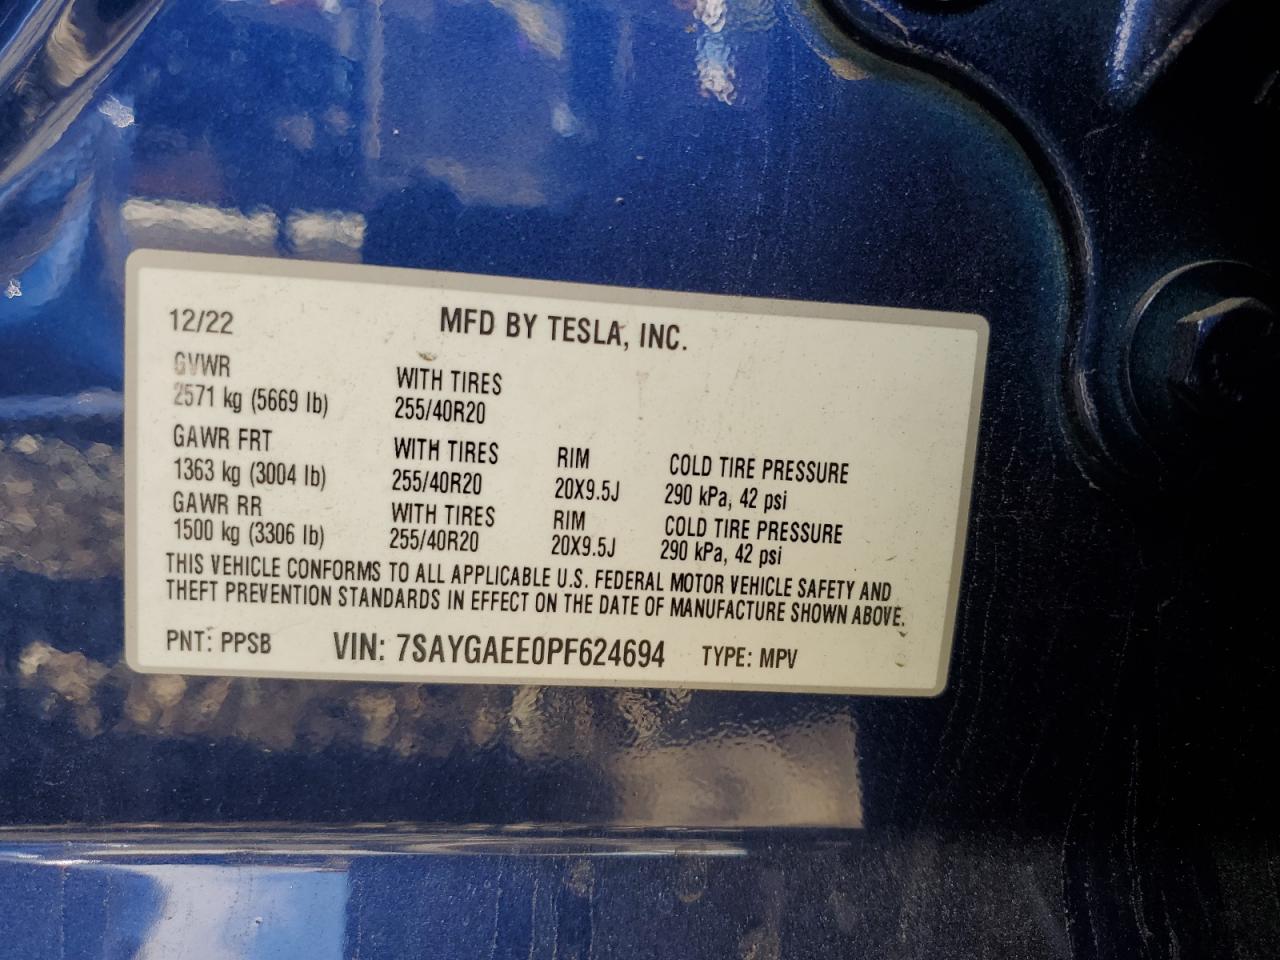 12/22 MFD BY TESLA, INC.
GVWR WITH TIRES
2571 kg (5669 lb) 255/40R20
GAWR FRT WITH TIRES RIM COLD TIRE PRESSURE
1363 kg (3004 lb) 255/40R20 20X9.5J 290 kPa, 42 psi
GAWR RR WITH TIRES RIM COLD TIRE PRESSURE
1500 kg (3306 lb) 255/40R20 20X9.5J 290 kPa, 42 psi
THIS VEHICLE CONFORMS TO ALL APPLICABLE U.S. FEDERAL MOTOR VEHICLE SAFETY AND
THEFT PREVENTION STANDARDS IN EFFECT ON THE DATE OF MANUFACTURE SHOWN ABOVE.
PNT: PPSB VIN: 7SAYGAEE0PF624694 TYPE: MPV